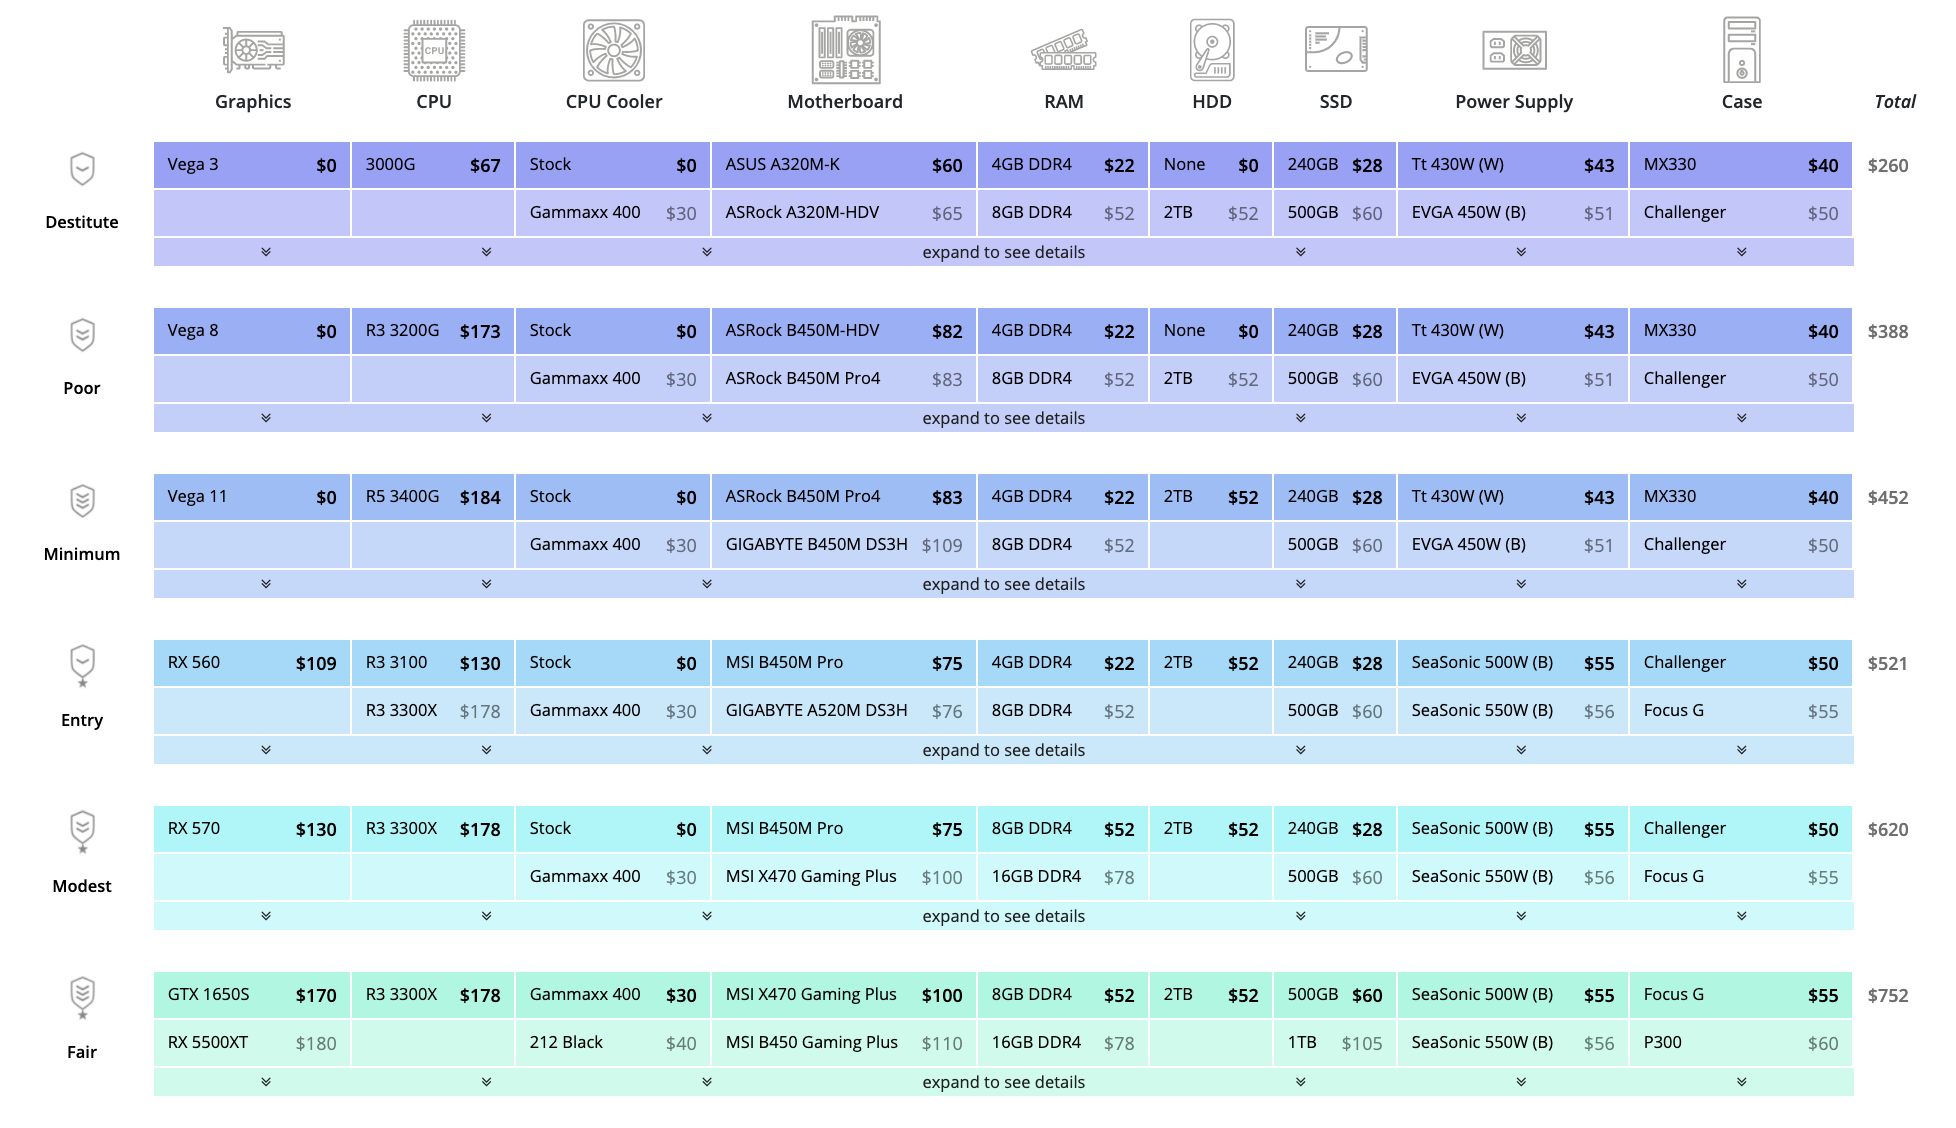 CPU
Graphics CPU CPU Cooler Motherboard RAM HDD SSD Power Supply Case Total
Vega 3 $0 3000G $67 Stock $0 ASUS A320M-K $60 4GB DDR4 $22 None $0 240GB $28 Tt 430W (W) $43 MX330 $40 $260
Destitute
Gammaxx 400 $30 ASRock A320M-HDV $65 8GB DDR4 $52 2TB $52 500GB $60 EVGA 450W (B) $51 Challenger $50
expand to see details
Vega 8 $0 R3 3200G $173 Stock $0 ASRock B450M-HDV $82 4GB DDR4 $22 None $0 240GB $28 Tt 430W (W) $43 MX330 $40 $388
Poor
Gammaxx 400 $30 ASRock B450M Pro4 $83 8GB DDR4 $52 2TB $52 500GB $60 EVGA 450W (B) $51 Challenger $50
expand to see details
Vega 11 $0 R5 3400G $184 Stock $0 ASRock B450M Pro4 $83 4GB DDR4 $22 2TB $52 240GB $28 Tt 430W (W) $43 MX330 $40 $452
Minimum
Gammaxx 400 $30 GIGABYTE B450M DS3H $109 8GB DDR4 $52 500GB $60 EVGA 450W (B) $51 Challenger $50
expand to see details
RX 560 $109 R3 3100 $130 Stock $0 MSI B450M Pro $75 4GB DDR4 $22 2TB $52 240GB $28 SeaSonic 500W (B) $55 Challenger $50 $521
Entry
R3 3300X $178 Gammaxx 400 $30 GIGABYTE A520M DS3H $76 8GB DDR4 $52 500GB $60 SeaSonic 550W (B) $56 Focus G $55
expand to see details
RX 570 $130 R3 3300X $178 Stock $0 MSI B450M Pro $75 8GB DDR4 $52 2TB $52 240GB $28 SeaSonic 500W (B) $55 Challenger $50 $620
Modest
Gammaxx 400 $30 MSI X470 Gaming Plus $100 16GB DDR4 $78 500GB $60 SeaSonic 550W (B) $56 Focus G $55
expand to see details
GTX 1650S $170 R3 3300X $178 Gammaxx 400 $30 MSI X470 Gaming Plus $100 8GB DDR4 $52 2TB $52 500GB $60 SeaSonic 500W (B) $55 Focus G $55 $752
Fair
RX 5500XT $180 212 Black $40 MSI B450 Gaming Plus $110 16GB DDR4 $78 1TB $105 SeaSonic 550W (B) $56 P300 $60
expand to see details